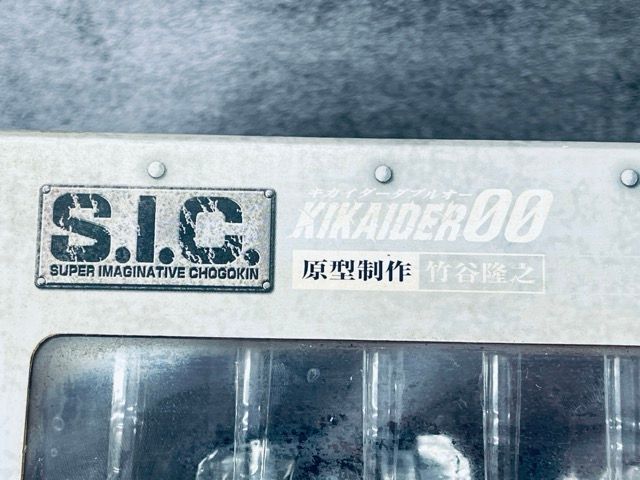 S.I.C.
SUPER IMAGINATIVE CHOGOKIN
キカイダーダブルオー
KIKAIDER00
原型制作 竹谷隆之